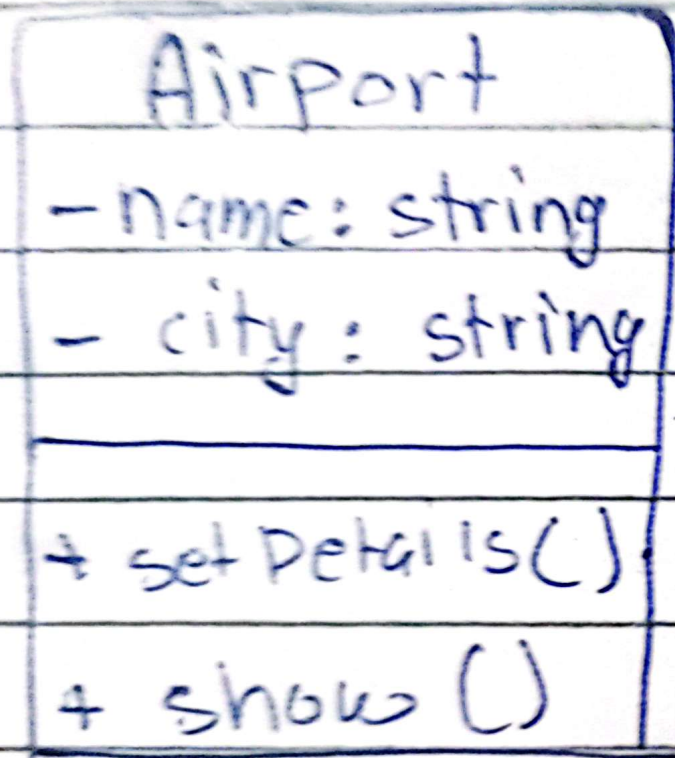 Airport
- name: string
- city: string
+ setDetails()
+ show()